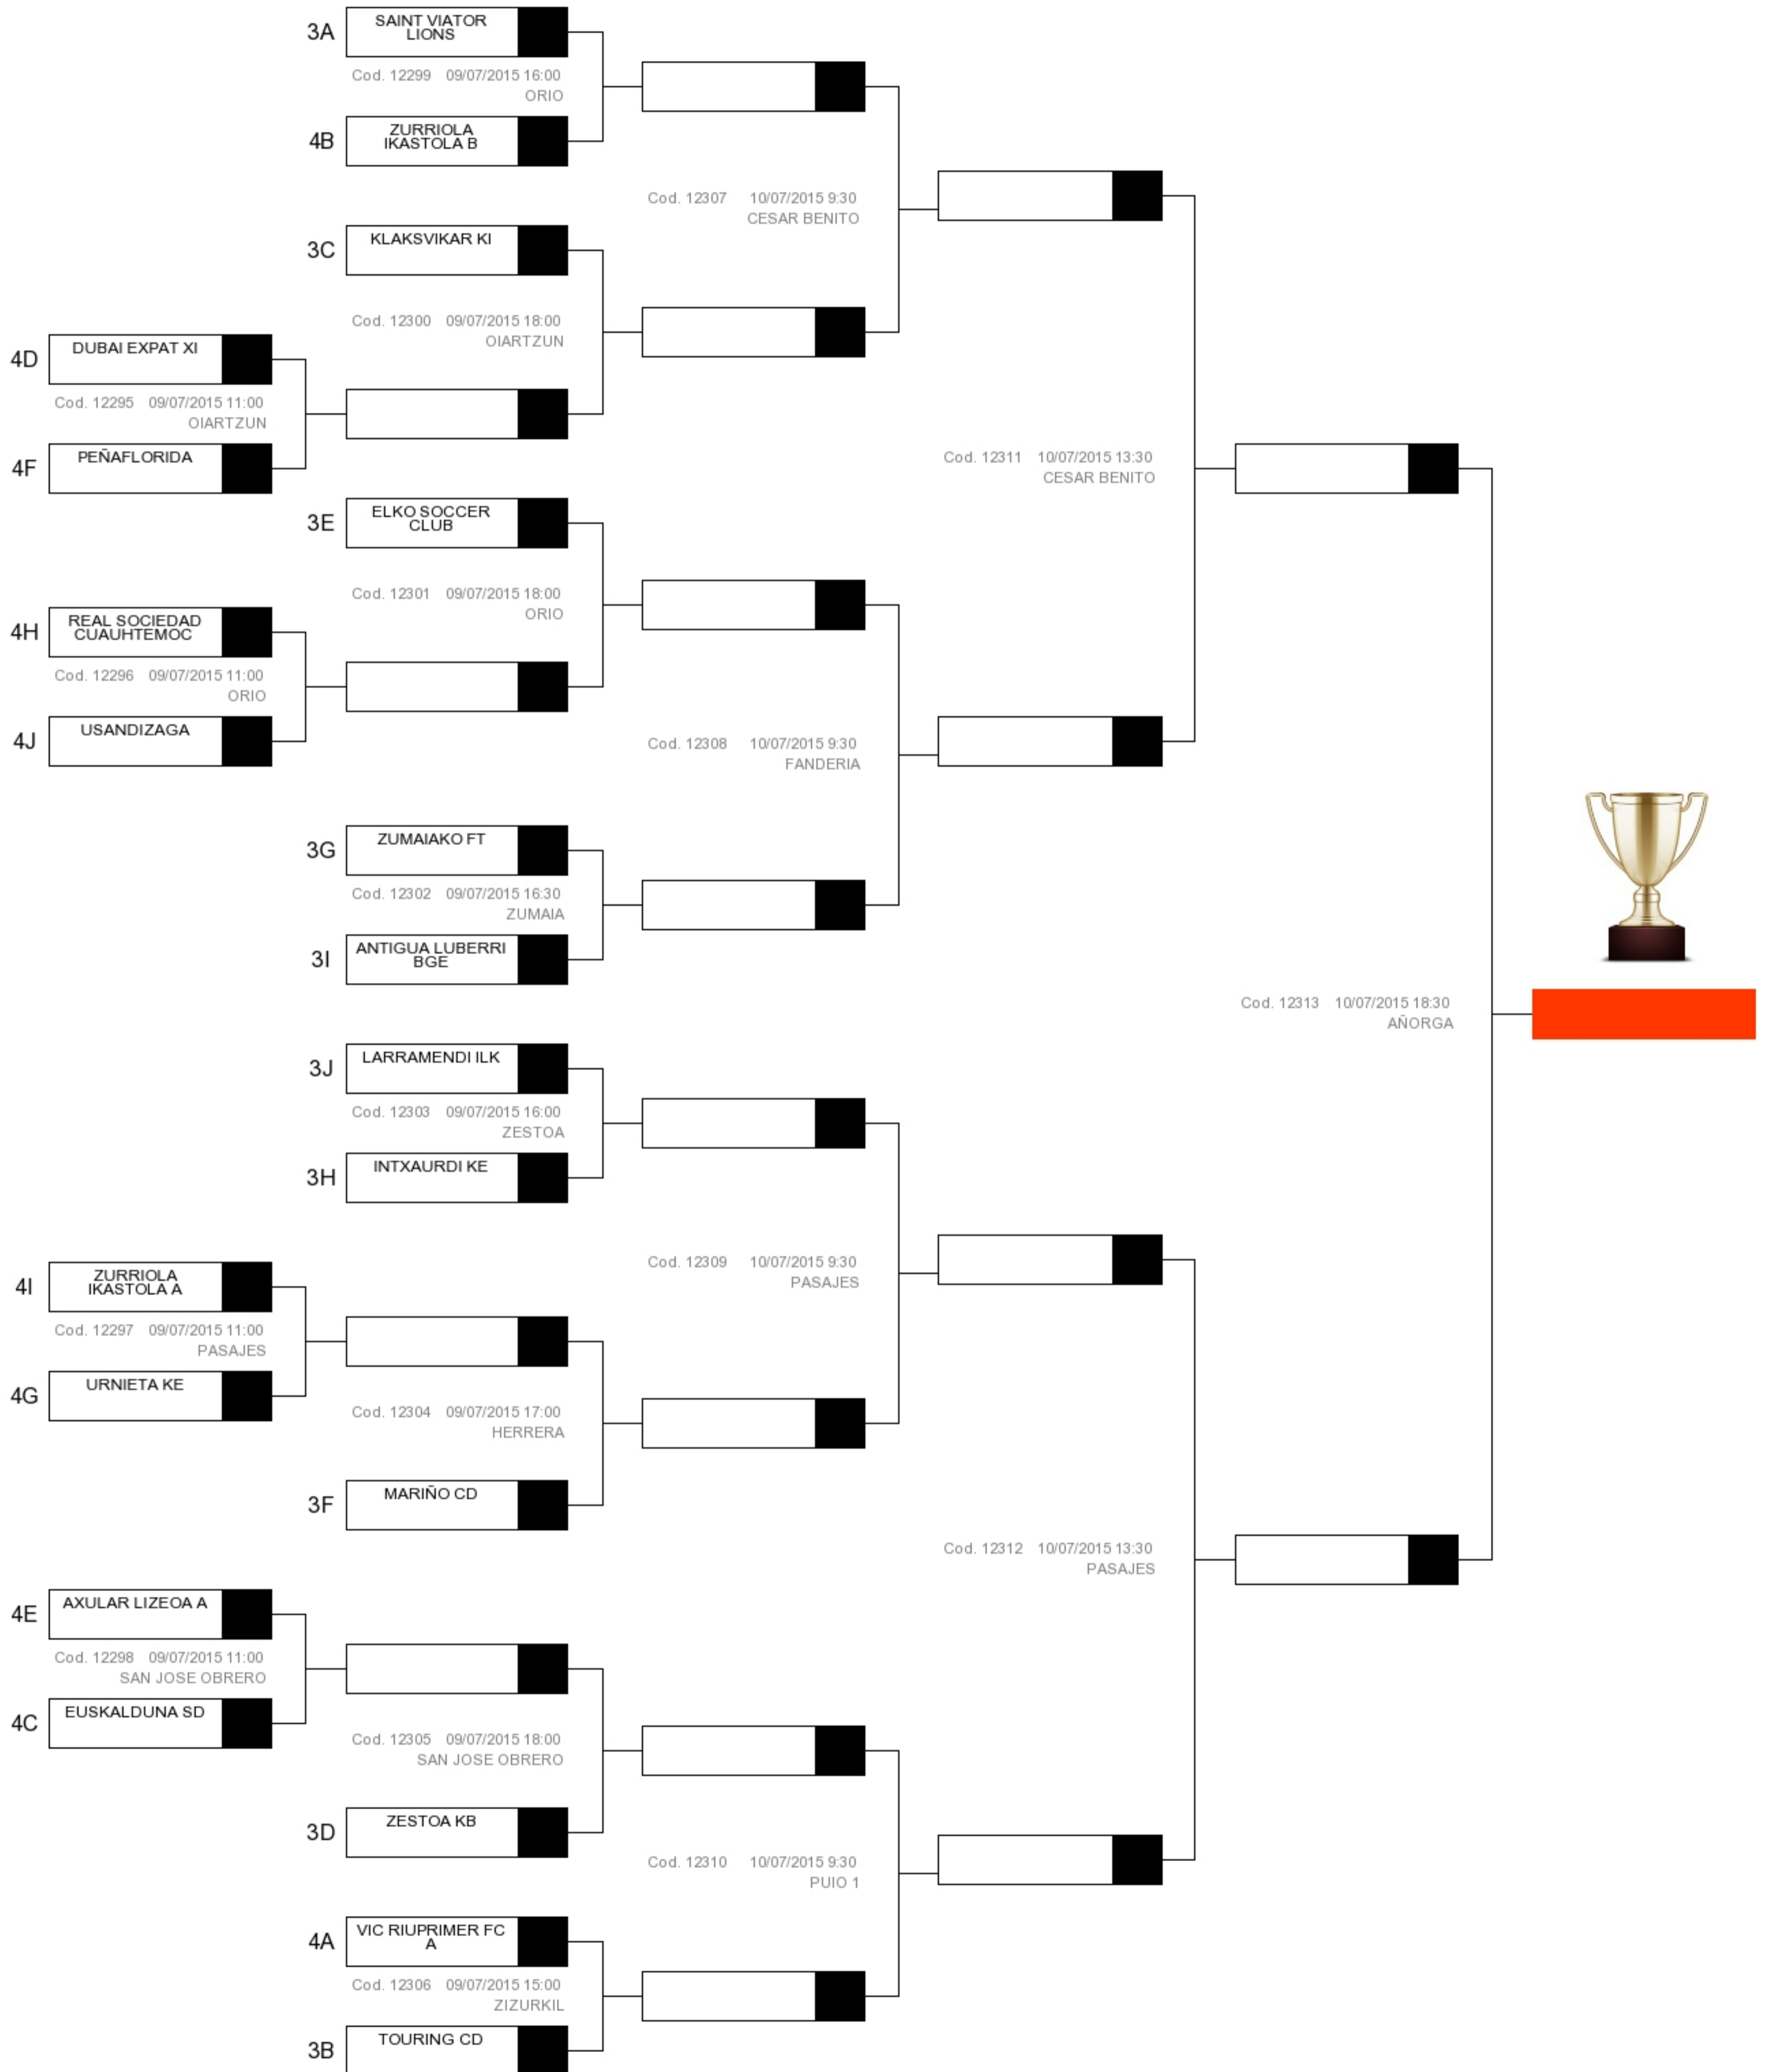 3A
SAINT VIATOR
LIONS
Cod. 12299 09/07/2015 16:00
ORIO
4B
ZURRIOLA
IKASTOLA B
Cod. 12307 10/07/2015 9:30
CESAR BENITO
3C
KLAKSVIKAR KI
Cod. 12300 09/07/2015 18:00
OIARTZUN
4D
DUBAI EXPAT XI
Cod. 12295 09/07/2015 11:00
OIARTZUN
4F
PEÑAFLORIDA
Cod. 12311 10/07/2015 13:30
CESAR BENITO
3E
ELKO SOCCER
CLUB
Cod. 12301 09/07/2015 18:00
ORIO
4H
REAL SOCIEDAD
CUAUHTEMOC
Cod. 12296 09/07/2015 11:00
ORIO
4J
USANDIZAGA
Cod. 12308 10/07/2015 9:30
FANDERIA
3G
ZUMAIAKO FT
Cod. 12302 09/07/2015 16:30
ZUMAIA
3I
ANTIGUA LUBERRI
BGE
Cod. 12313 10/07/2015 18:30
AÑORGA
3J
LARRAMENDI ILK
Cod. 12303 09/07/2015 16:00
ZESTOA
3H
INTXAURDI KE
Cod. 12309 10/07/2015 9:30
PASAJES
4I
ZURRIOLA
IKASTOLA A
Cod. 12297 09/07/2015 11:00
PASAJES
4G
URNIETA KE
Cod. 12304 09/07/2015 17:00
HERRERA
3F
MARIÑO CD
Cod. 12312 10/07/2015 13:30
PASAJES
4E
AXULAR LIZEOA A
Cod. 12298 09/07/2015 11:00
SAN JOSE OBRERO
4C
EUSKALDUNA SD
Cod. 12305 09/07/2015 18:00
SAN JOSE OBRERO
3D
ZESTOA KB
Cod. 12310 10/07/2015 9:30
PUIO 1
4A
VIC RIUPRIMER FC
A
Cod. 12306 09/07/2015 15:00
ZIZURKIL
3B
TOURING CD